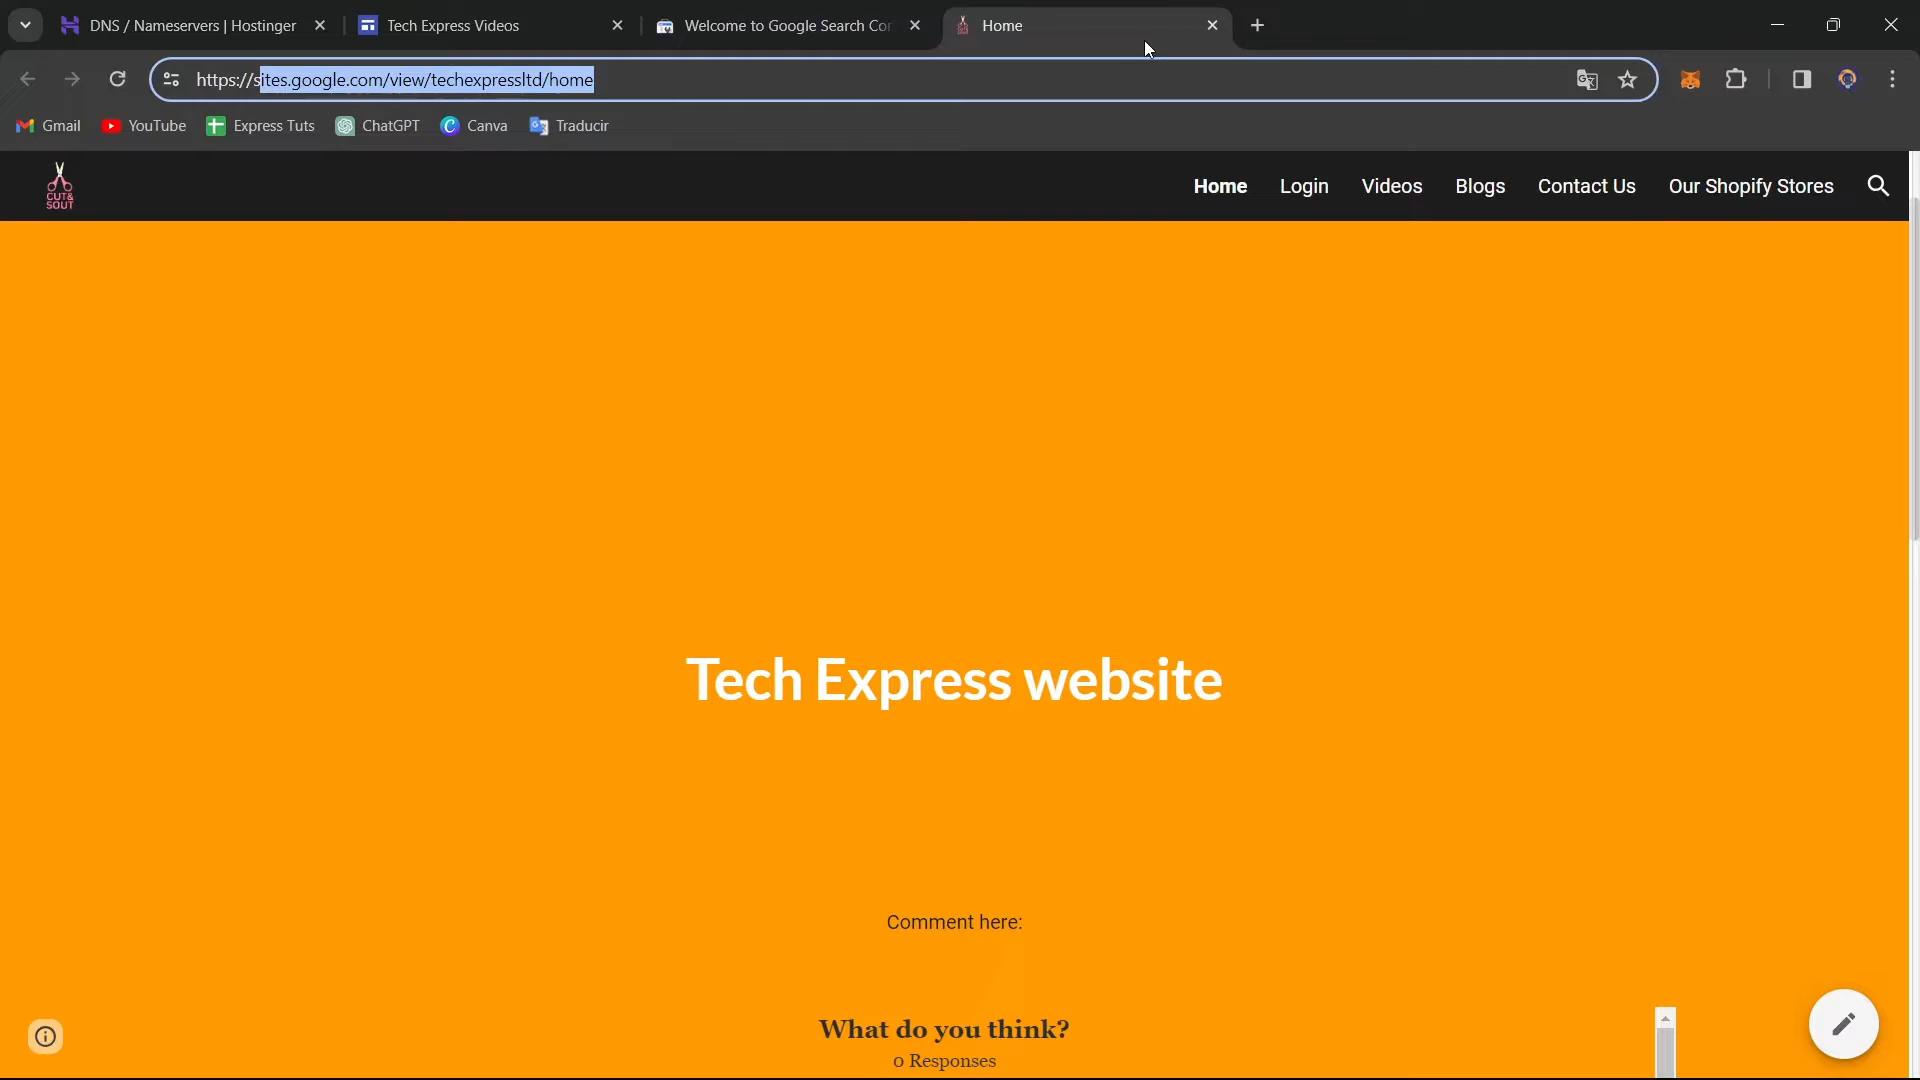 DNS / Nameservers | Hostinger
Tech Express Videos
Welcome to Google Search Cor
Home
https://sites.google.com/view/techexpressltd/home
Gmail
YouTube
Express Tuts
ChatGPT
Canva
Traducir
CUT&
SOUT
Home
Login
Videos
Blogs
Contact Us
Our Shopify Stores
Tech Express website
Comment here:
What do you think?
0 Responses